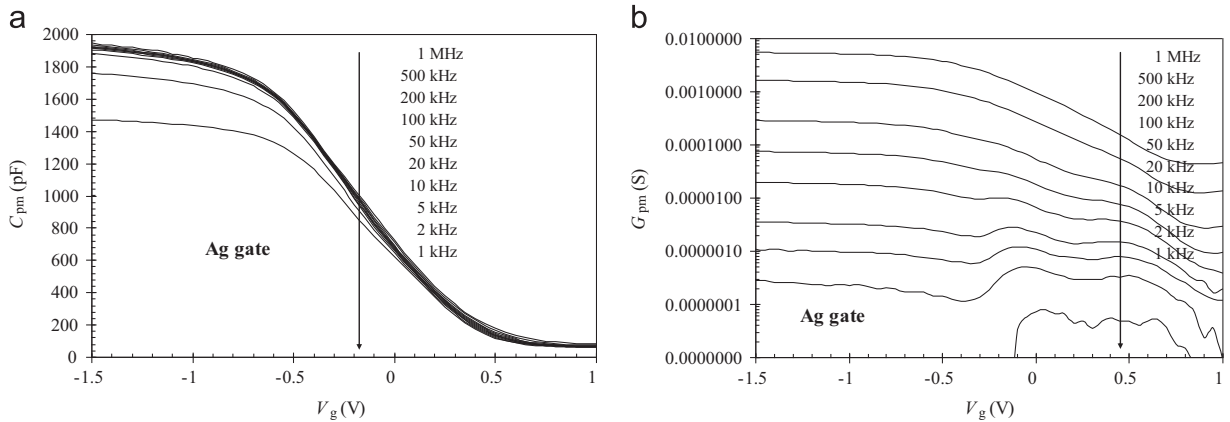 a
2000
1800
1600
1400
1200
1000
800
600
400
200
0
C pm (pF)
1 MHz
500 kHz
200 kHz
100 kHz
50 kHz
20 kHz
10 kHz
5 kHz
2 kHz
1 kHz
Ag gate
-1.5 -1 -0.5 0 0.5 1
V g (V)
b
0.0100000
0.0010000
0.0001000
0.0000100
0.0000010
0.0000001
0.0000000
G pm (S)
1 MHz
500 kHz
200 kHz
100 kHz
50 kHz
20 kHz
10 kHz
5 kHz
2 kHz
1 kHz
Ag gate
-1.5 -1 -0.5 0 0.5 1
V g (V)